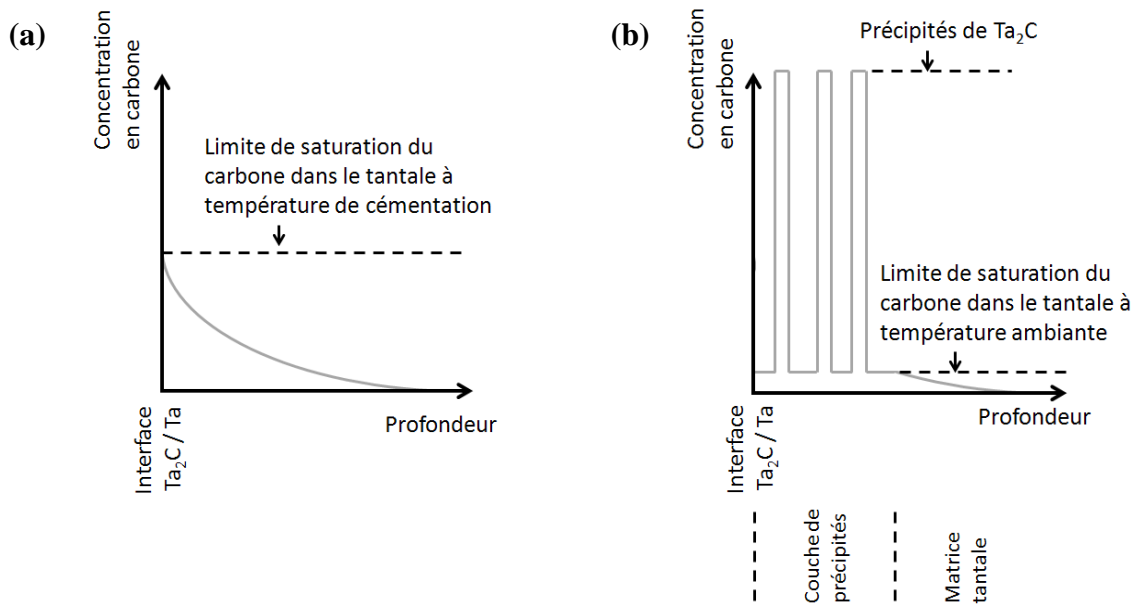 (a)
Concentration
en carbone
Limite de saturation du
carbone dans le tantale à
température de cémentation
Profondeur
Interface
Ta₂C / Ta
(b)
Concentration
en carbone
Précipités de Ta₂C
Limite de saturation du
carbone dans le tantale à
température ambiante
Profondeur
Interface
Ta₂C / Ta
Couche de
précipités
Matrice
tantale